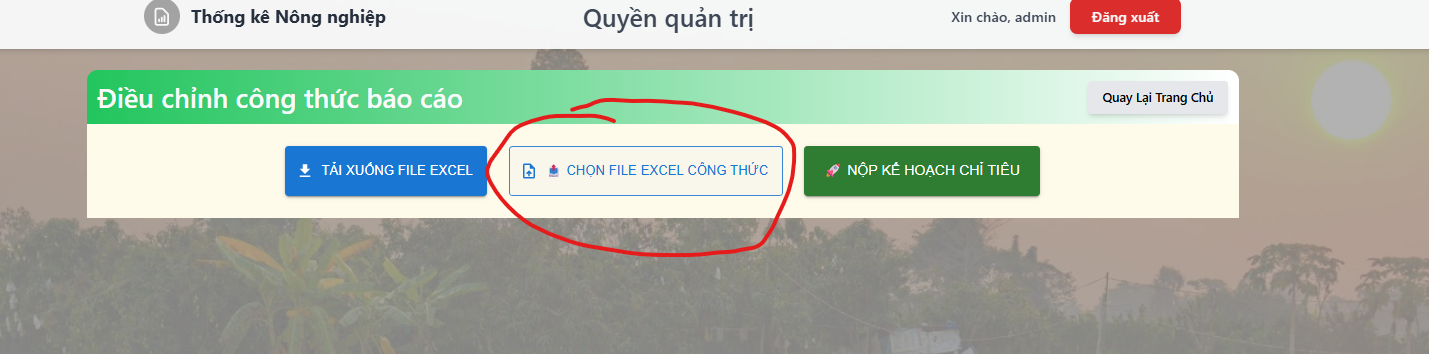 Thống kê Nông nghiệp
Quyền quản trị
Xin chào, admin
Đăng xuất
Điều chỉnh công thức báo cáo
Quay Lại Trang Chủ
TẢI XUỐNG FILE EXCEL
CHỌN FILE EXCEL CÔNG THỨC
NỘP KẾ HOẠCH CHỈ TIÊU